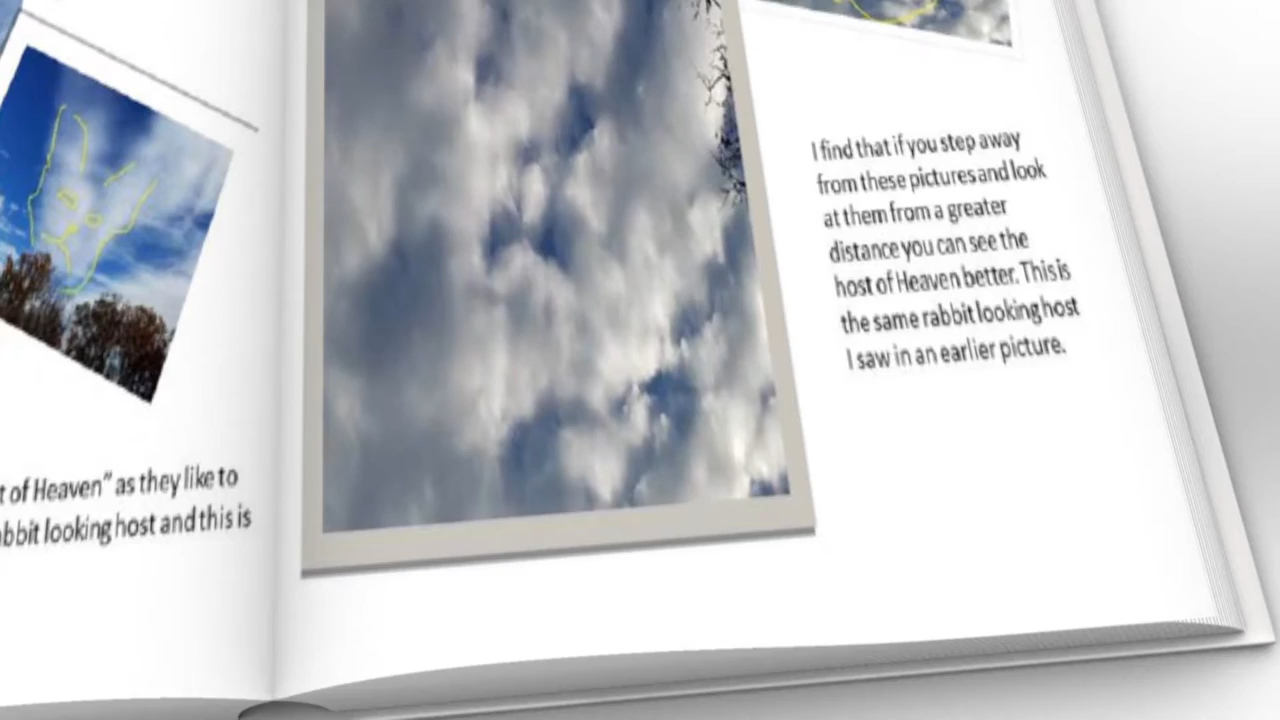 t of Heaven” as they like to
bbit looking host and this is
I find that if you step away
from these pictures and look
at them from a greater
distance you can see the
host of Heaven better. This is
the same rabbit looking host
I saw in an earlier picture.